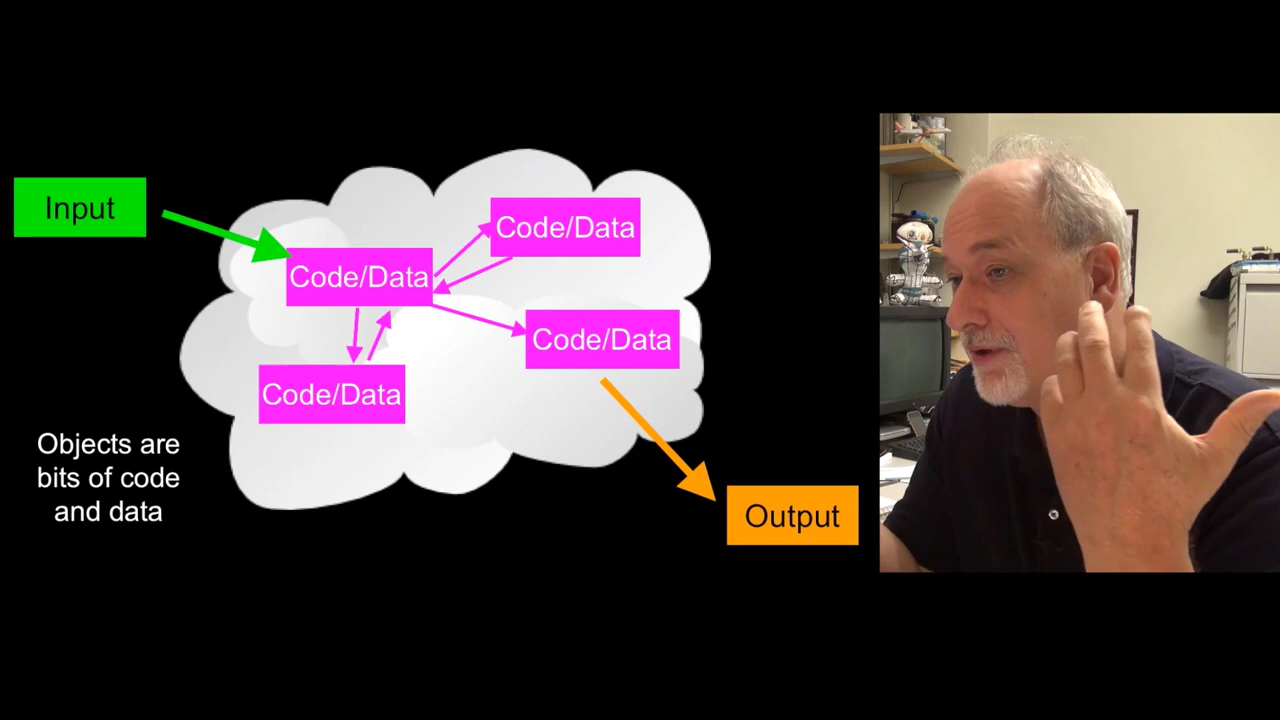 Input
Code/Data
Code/Data
Code/Data
Code/Data
Objects are
bits of code
and data
Output